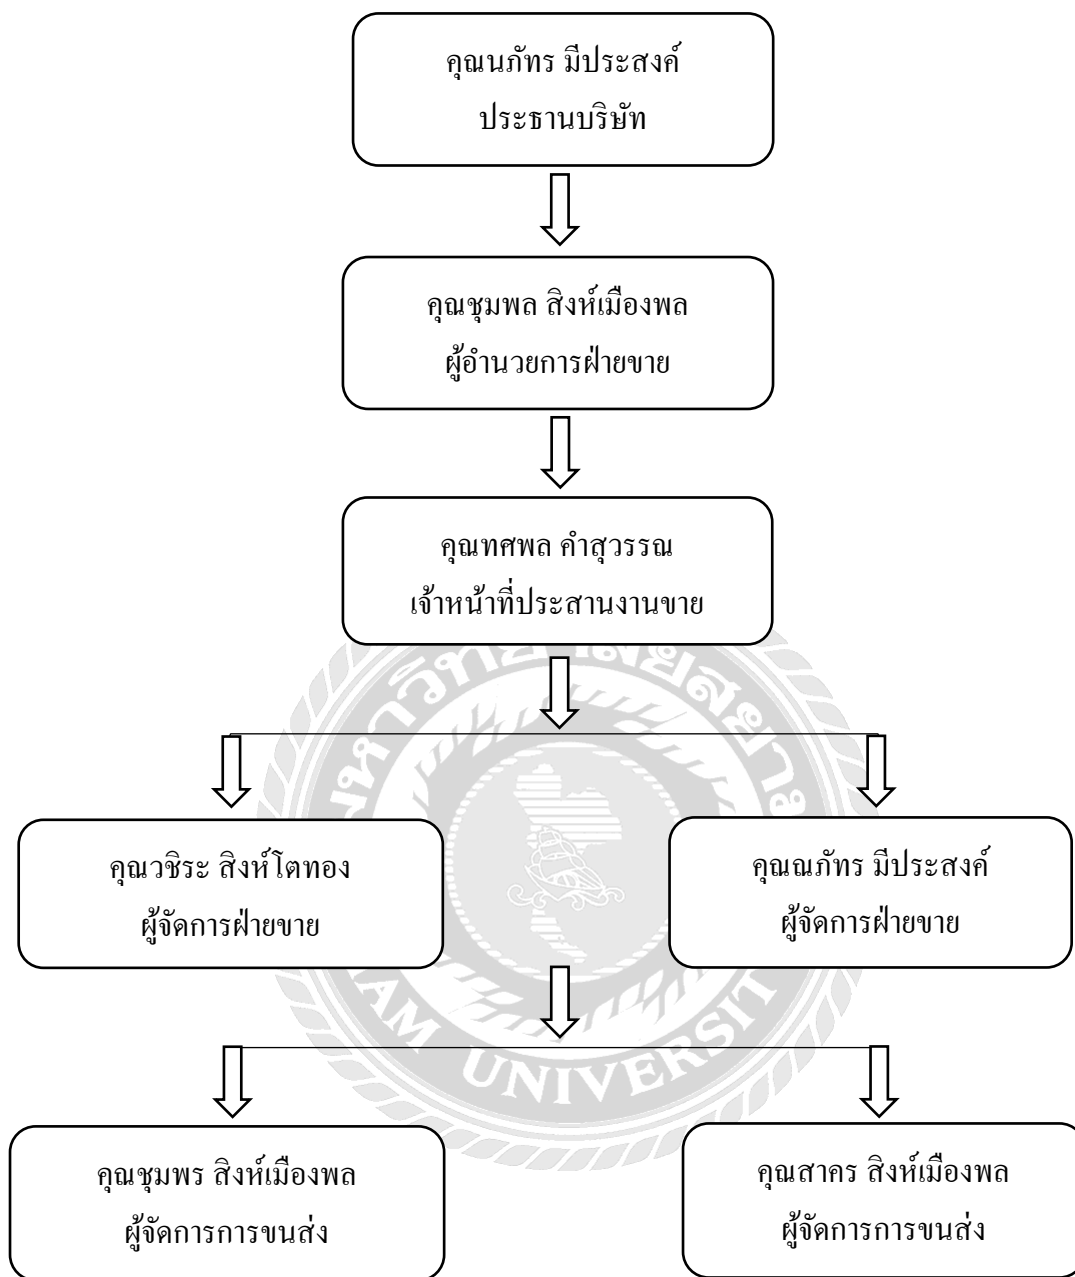 คุณนภัทร มีประสงค์
ประธานบริษัท
คุณชุมพล สิงห์เมืองพล
ผู้อำนวยการฝ่ายขาย
คุณทศพล คำสุวรรณ
เจ้าหน้าที่ประสานงานขาย
คุณวชิระ สิงห์โตทอง
ผู้จัดการฝ่ายขาย
คุณณภัทร มีประสงค์
ผู้จัดการฝ่ายขาย
คุณชุมพร สิงห์เมืองพล
ผู้จัดการการขนส่ง
คุณสาคร สิงห์เมืองพล
ผู้จัดการการขนส่ง
UNIVERSIT